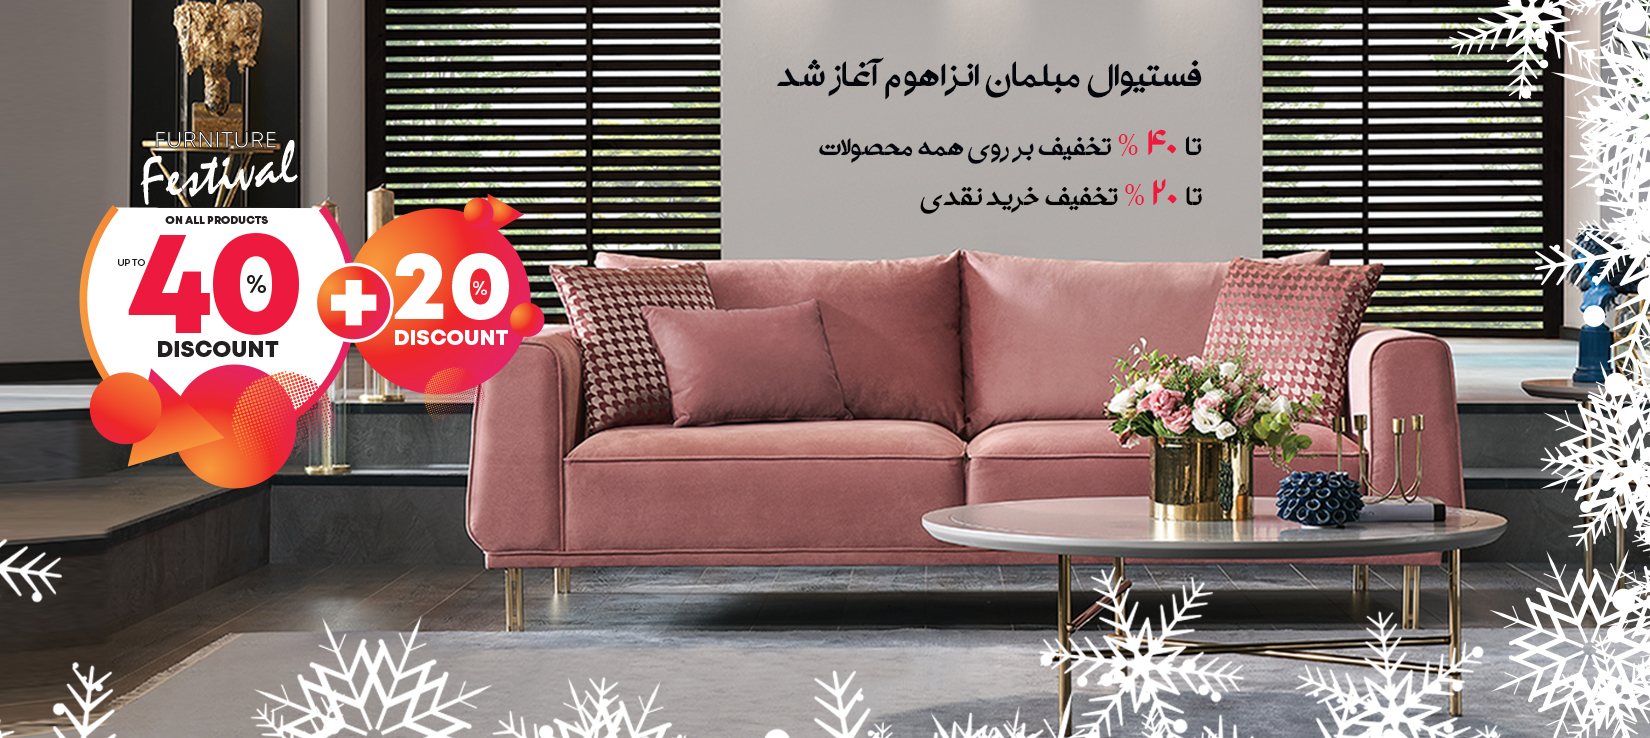 فستیوال مبلمان انزاهوم آغاز شد
تا ۴۰ % تخفیف بر روی همه محصولات
تا ۲۰ % تخفیف خرید نقدی
FURNITURE
Festival
ON ALL PRODUCTS
UP TO
40 %
DISCOUNT
+
20 %
DISCOUNT